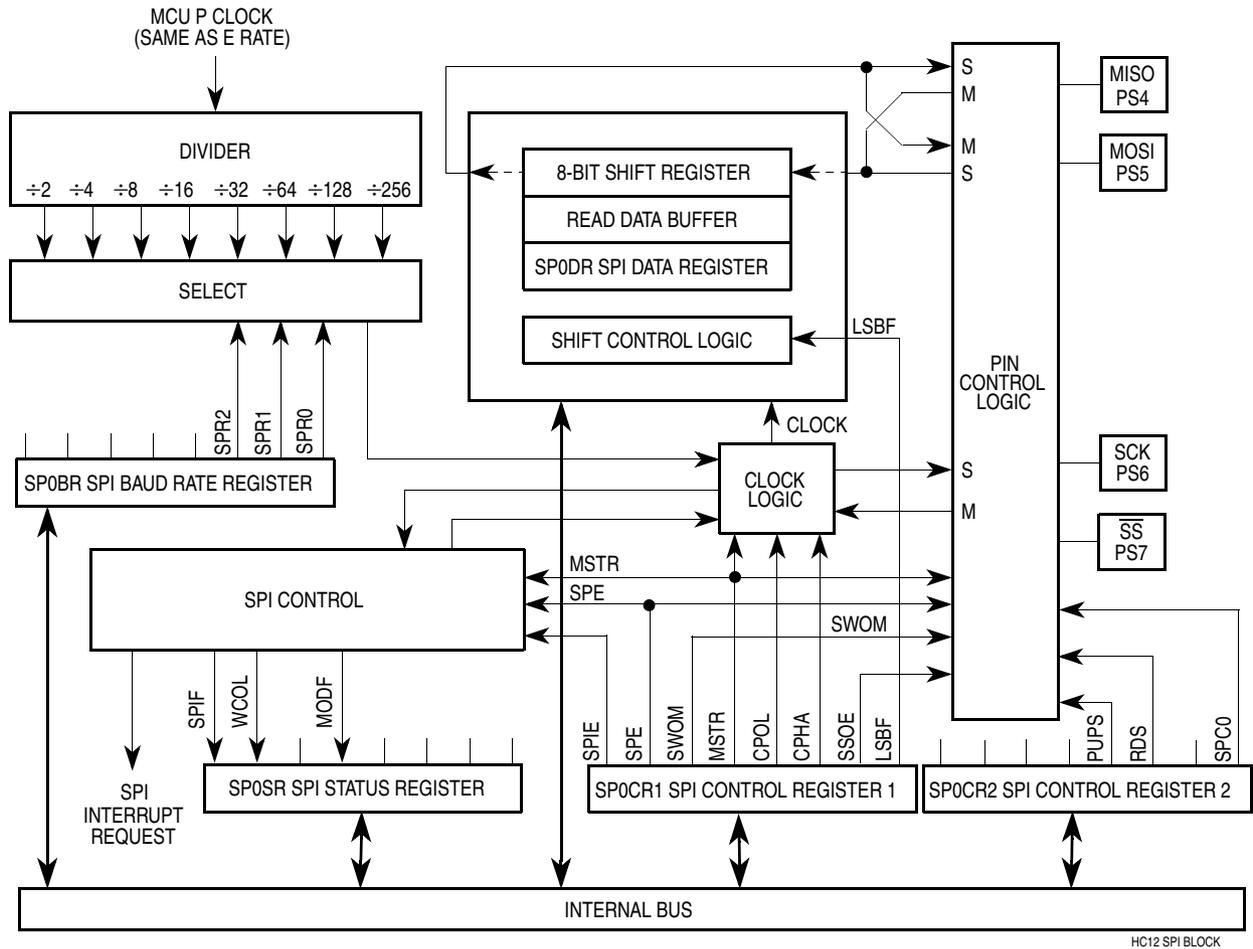 MCU P CLOCK
(SAME AS E RATE)
DIVIDER
÷2 ÷4 ÷8 ÷16 ÷32 ÷64 ÷128 ÷256
SELECT
SPR2
SPR1
SPR0
SP0BR SPI BAUD RATE REGISTER
8-BIT SHIFT REGISTER
READ DATA BUFFER
SP0DR SPI DATA REGISTER
SHIFT CONTROL LOGIC
LSBF
CLOCK
CLOCK
LOGIC
S
M
M
S
PIN
CONTROL
LOGIC
S
M
MISO
PS4
MOSI
PS5
SCK
PS6
SS
PS7
SPI CONTROL
MSTR
SPE
SWOM
SPIF
WCOL
MODF
SPI
INTERRUPT
REQUEST
SP0SR SPI STATUS REGISTER
SPIE
SPE
SWOM
MSTR
CPOL
CPHA
SSOE
LSBF
SP0CR1 SPI CONTROL REGISTER 1
PUPS
RDS
SPC0
SP0CR2 SPI CONTROL REGISTER 2
INTERNAL BUS
HC12 SPI BLOCK